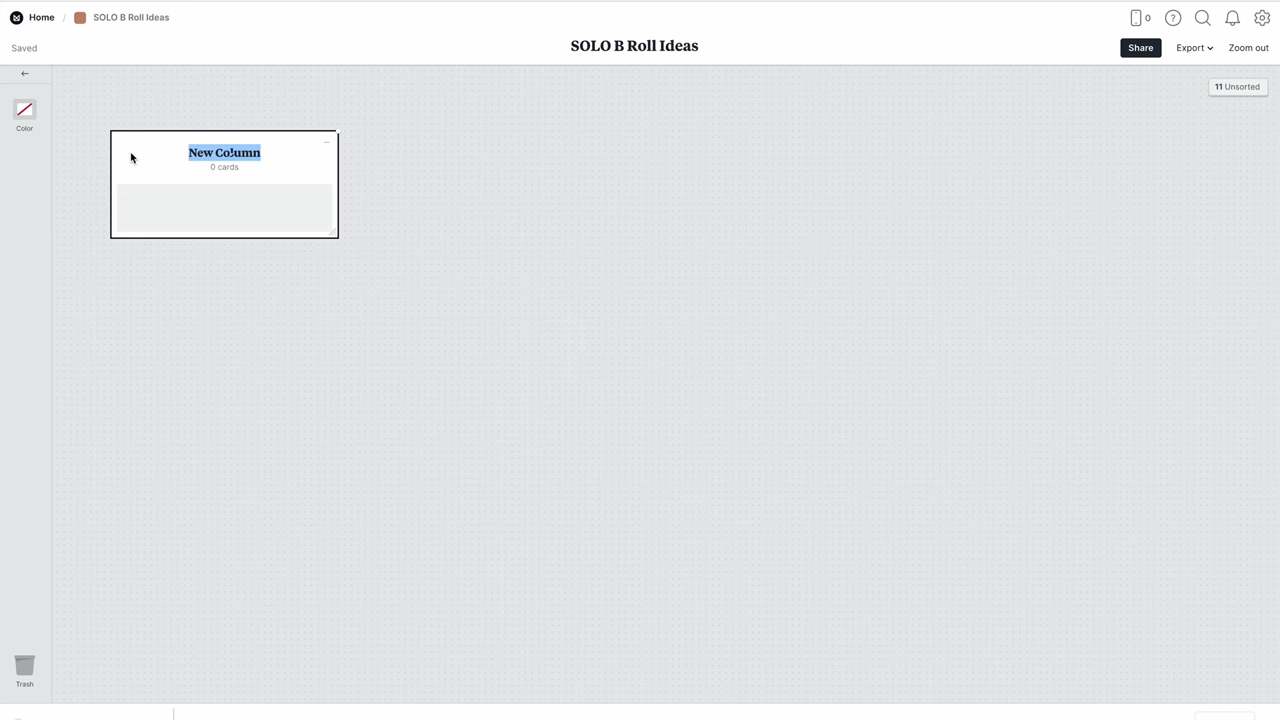 Home / SOLO B Roll Ideas
0
Saved
SOLO B Roll Ideas
Share
Export
Zoom out
11 Unsorted
Color
New Column
0 cards
Trash